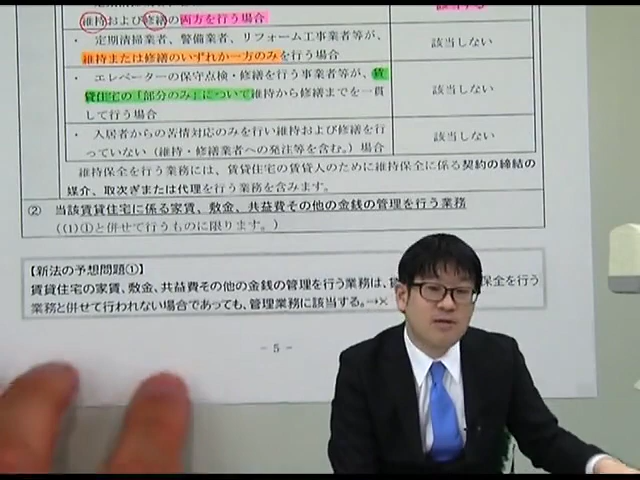 維持および修繕の両方を行う場合
該当する
・ 定期清掃業者、警備業者、リフォーム工事業者等が、
維持または修繕のいずれか一方のみを行う場合
該当しない
・ エレベーターの保守点検・修繕を行う事業者等が、賃
貸住宅の「部分のみ」について維持から修繕までを一貫
して行う場合
該当しない
・ 入居者からの苦情対応のみを行い維持および修繕を行
っていない（維持・修繕業者への発注等を含む。）場合
該当しない
維持保全を行う業務には、賃貸住宅の賃貸人のために維持保全に係る契約の締結の
媒介、取次ぎまたは代理を行う業務を含みます。
② 当該賃貸住宅に係る家賃、敷金、共益費その他の金銭の管理を行う業務
（(1)①と併せて行うものに限ります。）
【新法の予想問題①】
賃貸住宅の家賃、敷金、共益費その他の金銭の管理を行う業務は、 保全を行う
業務と併せて行われない場合であっても、管理業務に該当する。→×
- 5 -